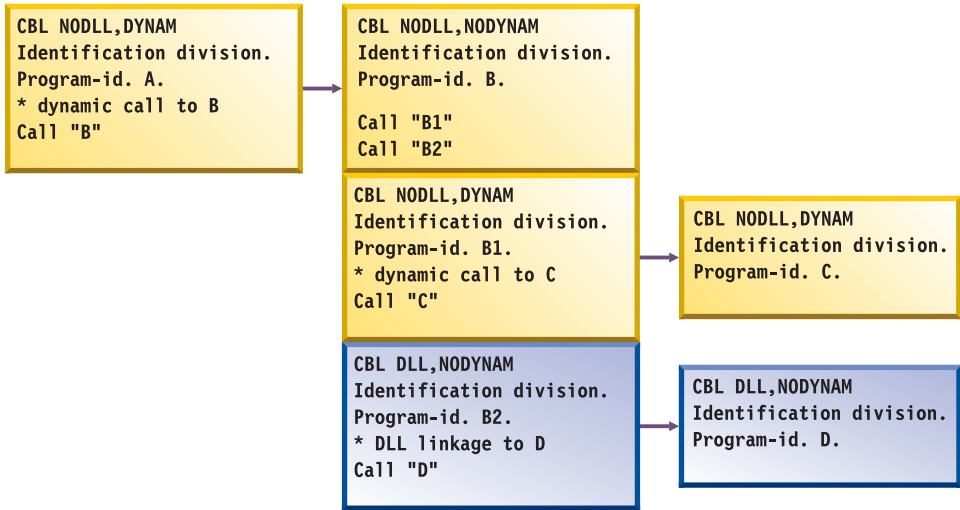 CBL NODLL,DYNAM
Identification division.
Program-id. A.
* dynamic call to B
Call "B"
CBL NODLL,NODYNAM
Identification division.
Program-id. B.
Call "B1"
Call "B2"
CBL NODLL,DYNAM
Identification division.
Program-id. B1.
* dynamic call to C
Call "C"
CBL NODLL,DYNAM
Identification division.
Program-id. C.
CBL DLL,NODYNAM
Identification division.
Program-id. B2.
* DLL linkage to D
Call "D"
CBL DLL,NODYNAM
Identification division.
Program-id. D.